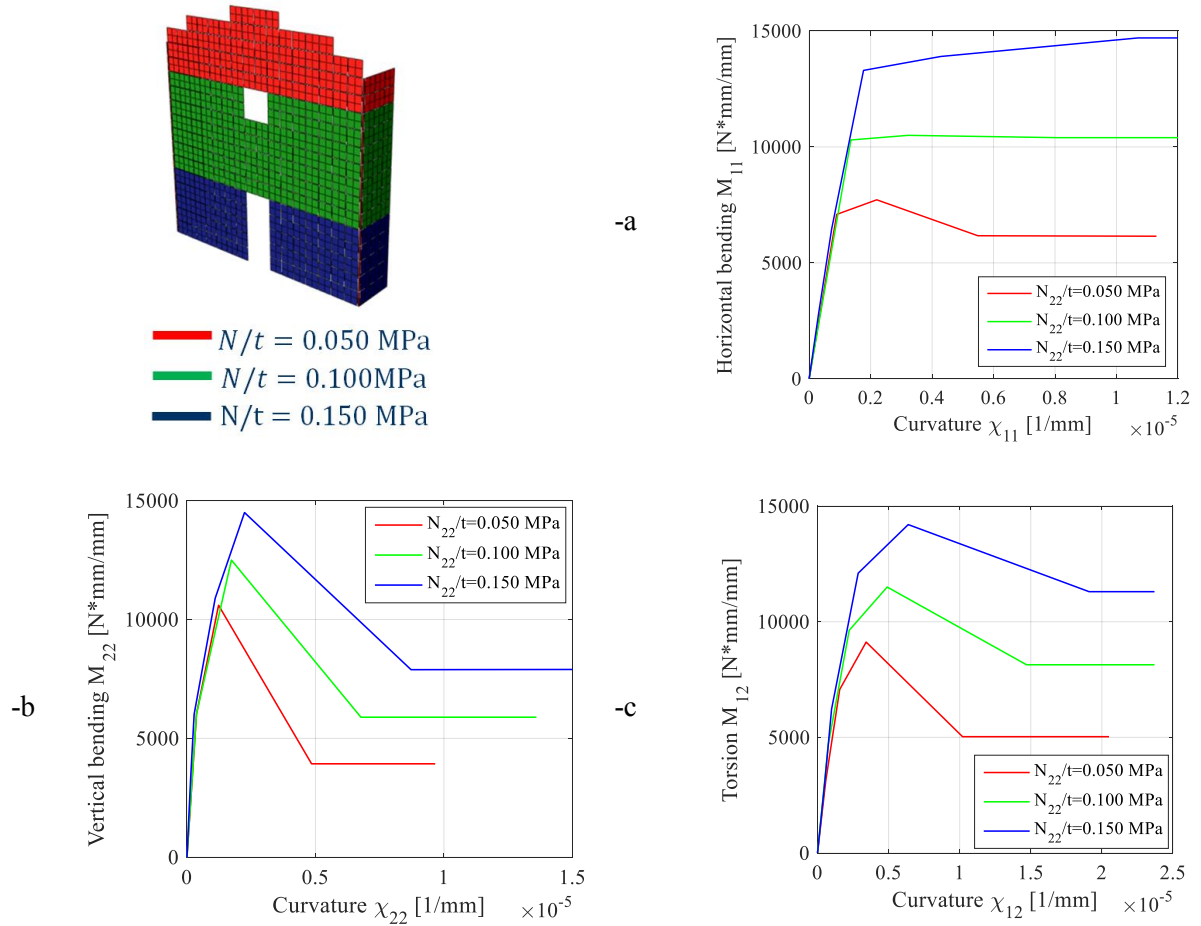 N/t = 0.050 MPa
N/t = 0.100MPa
N/t = 0.150 MPa
-a
15000
10000
5000
0
Horizontal bending M11 [N*mm/mm]
N22/t=0.050 MPa
N22/t=0.100 MPa
N22/t=0.150 MPa
0 0.2 0.4 0.6 0.8 1 1.2
Curvature χ11 [1/mm] ×10-5
-b
15000
10000
5000
0
Vertical bending M22 [N*mm/mm]
N22/t=0.050 MPa
N22/t=0.100 MPa
N22/t=0.150 MPa
0 0.5 1 1.5
Curvature χ22 [1/mm] ×10-5
-c
15000
10000
5000
0
Torsion M12 [N*mm/mm]
N22/t=0.050 MPa
N22/t=0.100 MPa
N22/t=0.150 MPa
0 0.5 1 1.5 2 2.5
Curvature χ12 [1/mm] ×10-5